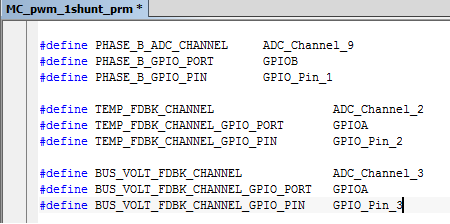 MC_pwm_1shunt_prm *
#define PHASE_B_ADC_CHANNEL ADC_Channel_9
#define PHASE_B_GPIO_PORT GPIOB
#define PHASE_B_GPIO_PIN GPIO_Pin_1
#define TEMP_FDBK_CHANNEL ADC_Channel_2
#define TEMP_FDBK_CHANNEL_GPIO_PORT GPIOA
#define TEMP_FDBK_CHANNEL_GPIO_PIN GPIO_Pin_2
#define BUS_VOLT_FDBK_CHANNEL ADC_Channel_3
#define BUS_VOLT_FDBK_CHANNEL_GPIO_PORT GPIOA
#define BUS_VOLT_FDBK_CHANNEL_GPIO_PIN GPIO_Pin_3